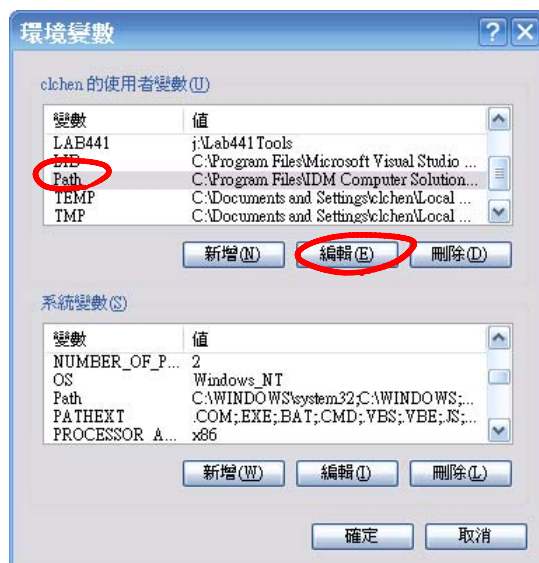 環境變數
clchen 的使用者變數(U)
變數 值
LAB441 j:\Lab441Tools
LIB C:\Program Files\Microsoft Visual Studio ...
Path C:\Program Files\IDM Computer Solution...
TEMP C:\Documents and Settings\clchen\Local ...
TMP C:\Documents and Settings\clchen\Local ...
新增(N) 編輯(E) 刪除(D)
系統變數(S)
變數 值
NUMBER_OF_P... 2
OS Windows_NT
Path C:\WINDOWS\system32;C:\WINDOWS;...
PATHEXT .COM;.EXE;.BAT;.CMD;.VBS;.VBE;.JS;...
PROCESSOR_A... x86
新增(W) 編輯(I) 刪除(L)
確定 取消